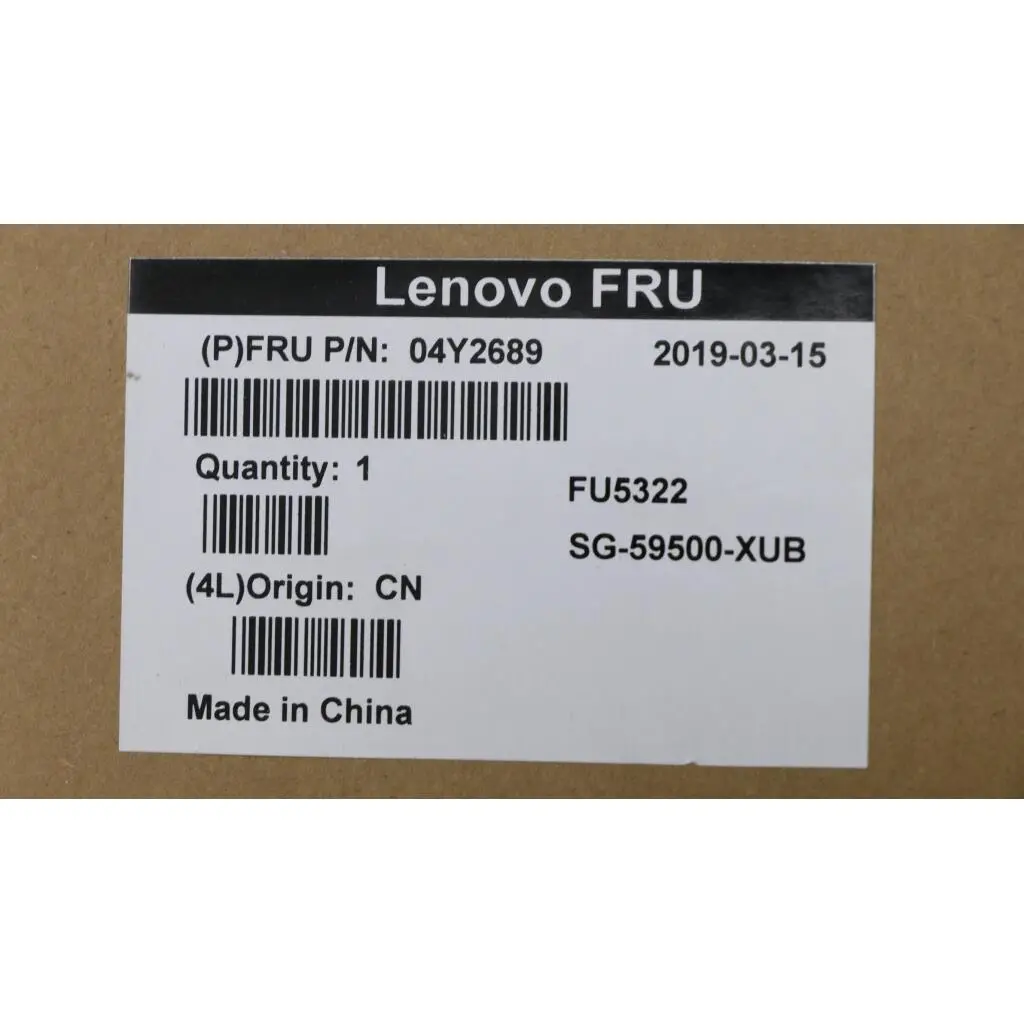 Lenovo FRU
(P)FRU P/N: 04Y2689 2019-03-15
Quantity: 1
FU5322
SG-59500-XUB
(4L)Origin: CN
Made in China